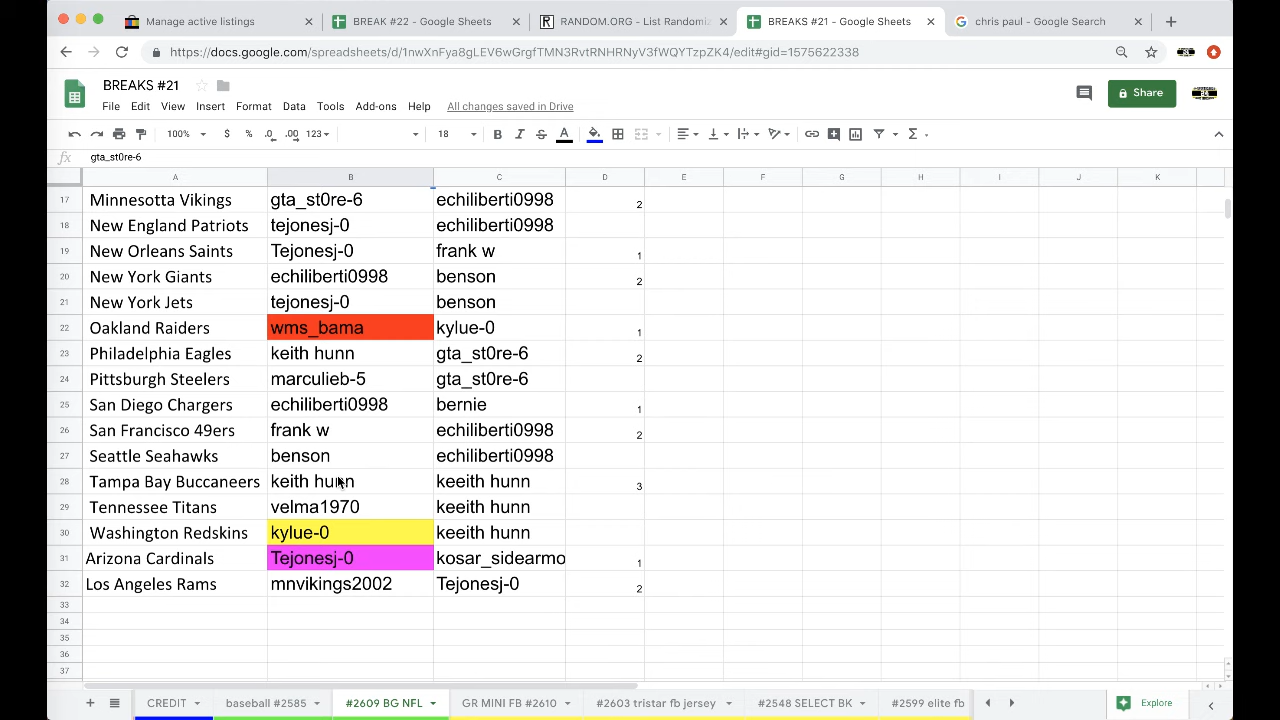 Manage active listings × BREAK #22 - Google Sheets × RANDOM.ORG - List Randomiz × BREAKS #21 - Google Sheets × chris paul - Google Search × +
https://docs.google.com/spreadsheets/d/1nwXnFya8gLEV6wGrgfTMN3RvtRNHRNyV3fWQYTzpZK4/edit#gid=1575622338
BREAKS #21
File Edit View Insert Format Data Tools Add-ons Help All changes saved in Drive
Share
100% $ % .0 .00 123 18 B I S A Σ
fx gta_st0re-6
A B C D E F G H I J K
17 Minnesotta Vikings gta_st0re-6 echiliberti0998 2
18 New England Patriots tejonesj-0 echiliberti0998
19 New Orleans Saints Tejonesj-0 frank w 1
20 New York Giants echiliberti0998 benson 2
21 New York Jets tejonesj-0 benson
22 Oakland Raiders wms_bama kylue-0 1
23 Philadelphia Eagles keith hunn gta_st0re-6 2
24 Pittsburgh Steelers marculieb-5 gta_st0re-6
25 San Diego Chargers echiliberti0998 bernie 1
26 San Francisco 49ers frank w echiliberti0998 2
27 Seattle Seahawks benson echiliberti0998
28 Tampa Bay Buccaneers keith hunn keeith hunn 3
29 Tennessee Titans velma1970 keeith hunn
30 Washington Redskins kylue-0 keeith hunn
31 Arizona Cardinals Tejonesj-0 kosar_sidearmo 1
32 Los Angeles Rams mnvikings2002 Tejonesj-0 2
33
34
35
36
37
+ CREDIT baseball #2585 #2609 BG NFL GR MINI FB #2610 #2603 tristar fb jersey #2548 SELECT BK #2599 elite fb Explore